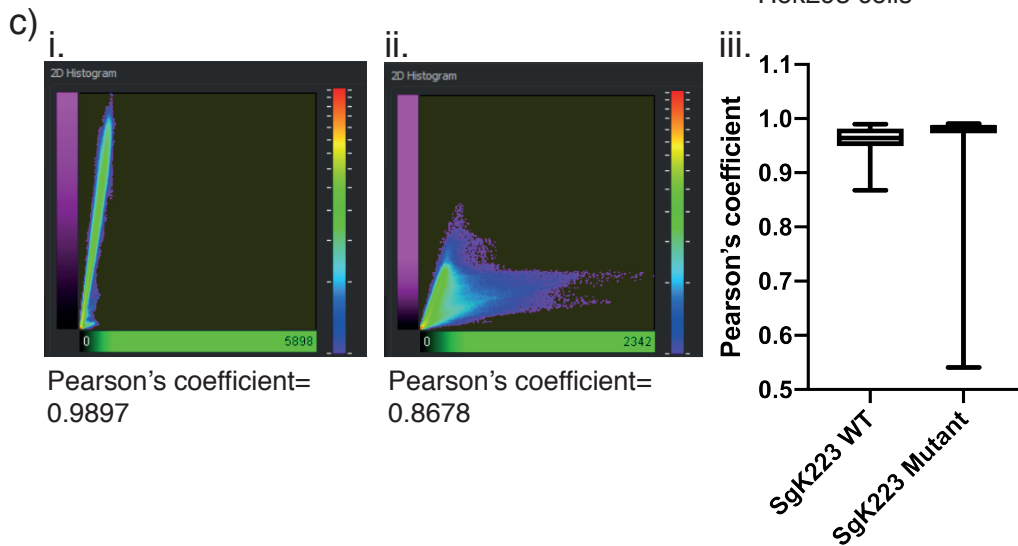 c)
i.
2D Histogram
0 5898
Pearson's coefficient=
0.9897
ii.
2D Histogram
0 2342
Pearson's coefficient=
0.8678
iii.
Pearson's coefficient
1.1
1.0
0.9
0.8
0.7
0.6
0.5
SgK223 WT
SgK223 Mutant